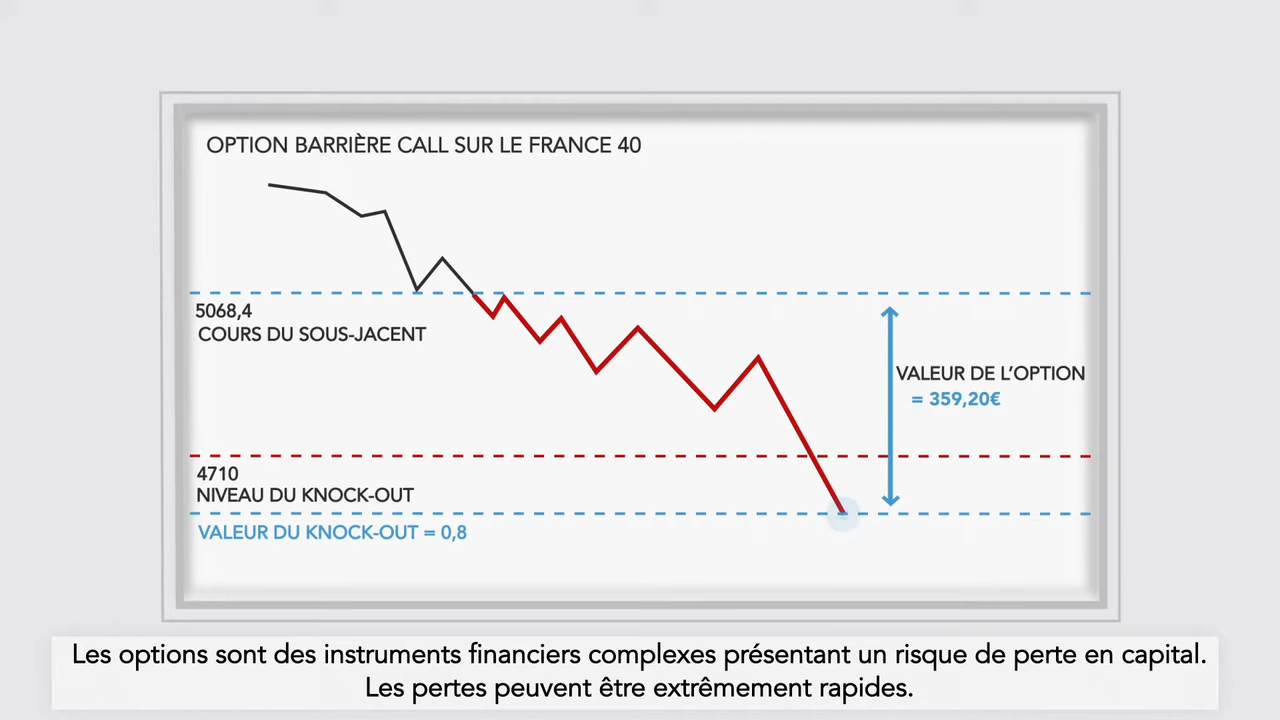 OPTION BARRIÈRE CALL SUR LE FRANCE 40
5068,4
COURS DU SOUS-JACENT
VALEUR DE L’OPTION
= 359,20€
4710
NIVEAU DU KNOCK-OUT
VALEUR DU KNOCK-OUT = 0,8
Les options sont des instruments financiers complexes présentant un risque de perte en capital.
Les pertes peuvent être extrêmement rapides.